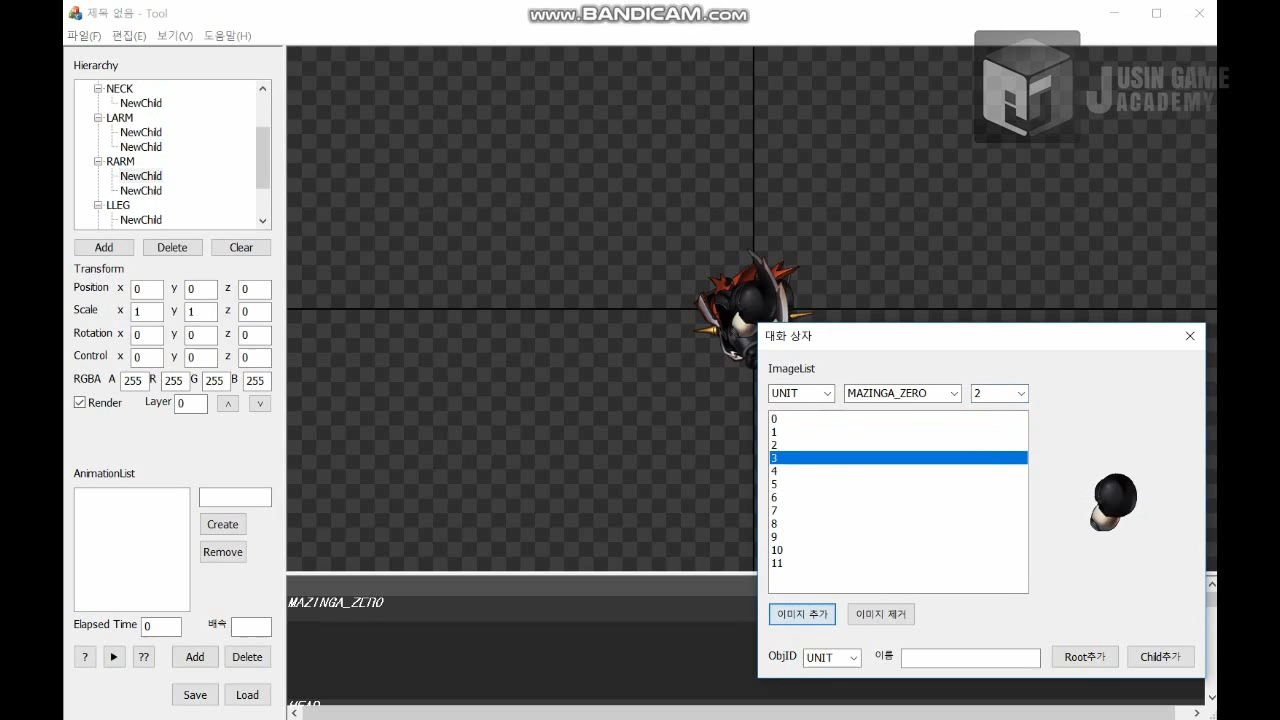 제목 없음 - Tool
www.BANDICAM.com
파일(F) 편집(E) 보기(V) 도움말(H)
JUSIN GAME
ACADEMY
Hierarchy
NECK
NewChild
LARM
NewChild
NewChild
RARM
NewChild
NewChild
LLEG
NewChild
Add Delete Clear
Transform
Position x 0 y 0 z 0
Scale x 1 y 1 z 0
Rotation x 0 y 0 z 0
Control x 0 y 0 z 0
RGBA A 255 R 255 G 255 B 255
Render Layer 0 ˄ ˅
AnimationList
Create
Remove
Elapsed Time 0 배속
? ▶ ?? Add Delete
Save Load
MAZINGA_ZERO
HEAD
대화 상자
ImageList
UNIT MAZINGA_ZERO 2
0
1
2
3
4
5
6
7
8
9
10
11
이미지 추가 이미지 제거
ObjID UNIT 이름 Root추가 Child추가